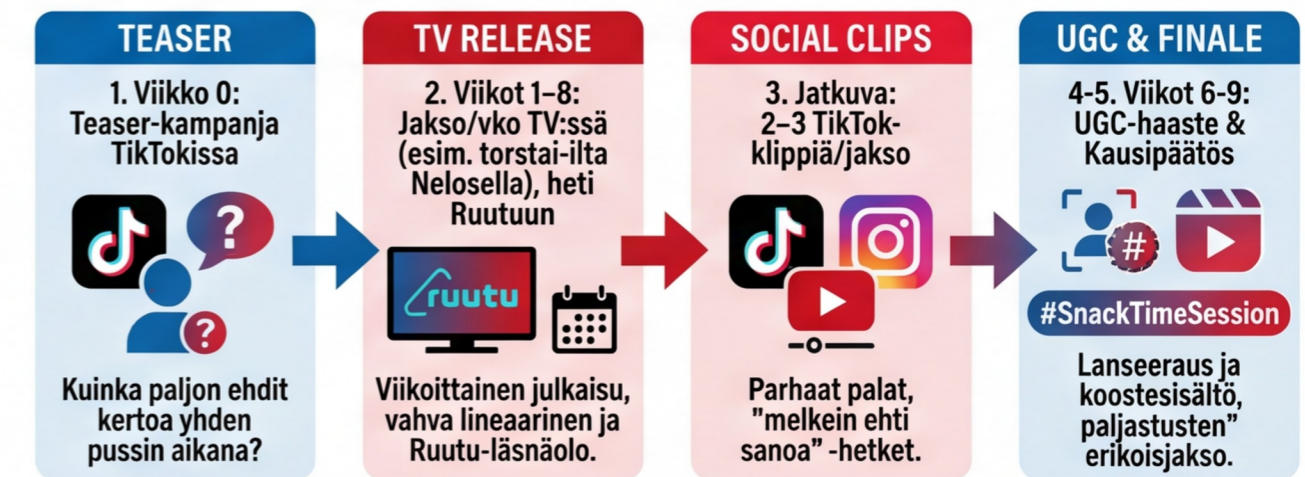 TEASER
1. Viikko 0:
Teaser-kampanja
TikTokissa
?
?
Kuinka paljon ehdit
kertoa yhden
pussin aikana?
TV RELEASE
2. Viikot 1–8:
Jakso/vko TV:ssä
(esim. torstai-ilta
Nelosella), heti
Ruutuun
ruutu
Viikoittainen julkaisu,
vahva lineaarinen ja
Ruutu-läsnäolo.
SOCIAL CLIPS
3. Jatkuva:
2–3 TikTok-
klippiä/jakso
Parhaat palat,
"melkein ehti
sanoa" -hetket.
UGC & FINALE
4-5. Viikot 6-9:
UGC-haaste &
Kausipäätös
#
#SnackTimeSession
Lanseeraus ja
koostesisältö,
paljastusten"
erikoisjakso.